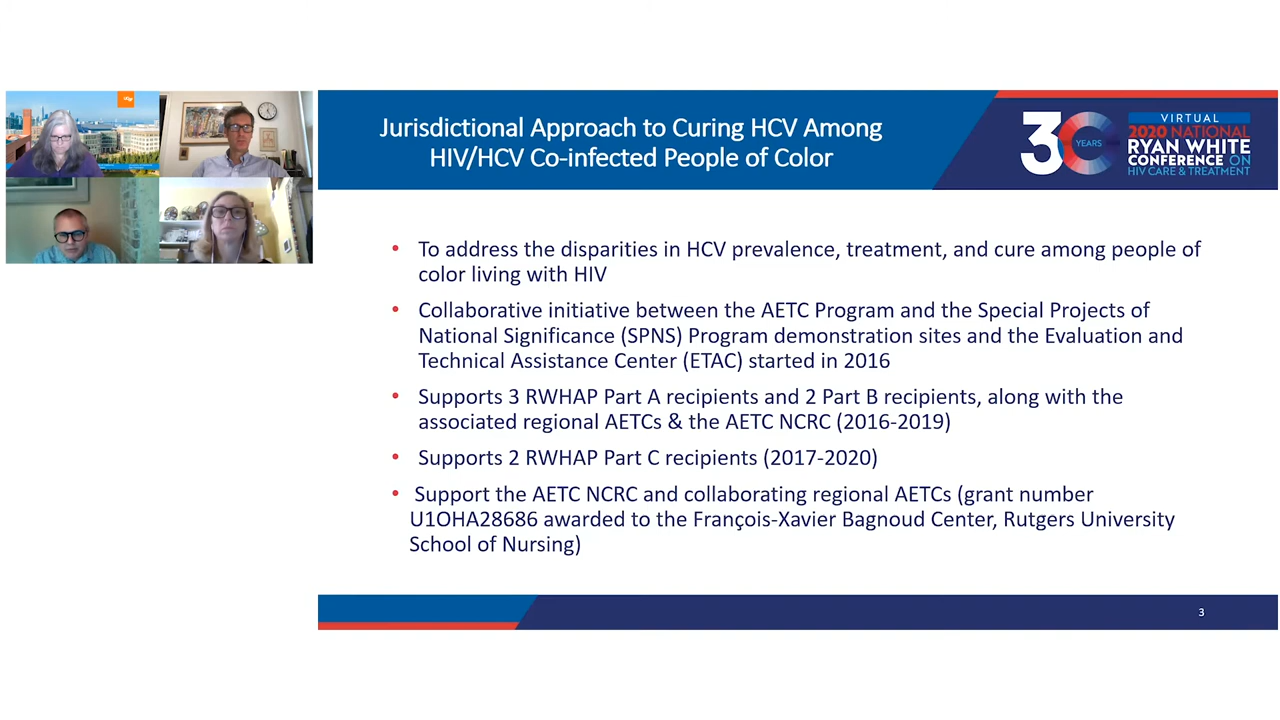 Jurisdictional Approach to Curing HCV Among
HIV/HCV Co-infected People of Color
30
YEARS
VIRTUAL
2020 NATIONAL
RYAN WHITE
CONFERENCE ON
HIV CARE & TREATMENT
• To address the disparities in HCV prevalence, treatment, and cure among people of
color living with HIV
• Collaborative initiative between the AETC Program and the Special Projects of
National Significance (SPNS) Program demonstration sites and the Evaluation and
Technical Assistance Center (ETAC) started in 2016
• Supports 3 RWHAP Part A recipients and 2 Part B recipients, along with the
associated regional AETCs & the AETC NCRC (2016-2019)
• Supports 2 RWHAP Part C recipients (2017-2020)
• Support the AETC NCRC and collaborating regional AETCs (grant number
U1OHA28686 awarded to the François-Xavier Bagnoud Center, Rutgers University
School of Nursing)
3